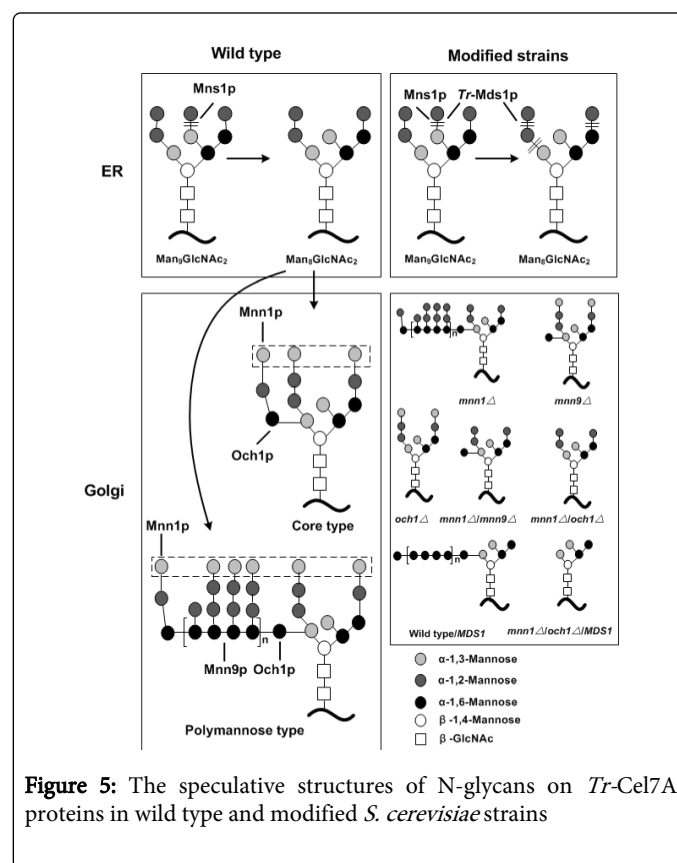 Wild type
Modified strains
Mns1p
Mns1p Tr-Mds1p
ER
Man₉GlcNAc₂
Man₈GlcNAc₂
Man₉GlcNAc₂
Man₈GlcNAc₂
Mnn1p
Och1p
Core type
Golgi
Mnn1p
n
Mnn9p Och1p
Polymannose type
n
mnn1△
mnn9△
och1△
mnn1△/mnn9△
mnn1△/och1△
n
Wild type/MDS1
mnn1△/och1△/MDS1
α-1,3-Mannose
α-1,2-Mannose
α-1,6-Mannose
β-1,4-Mannose
β-GlcNAc
Figure 5: The speculative structures of N-glycans on Tr-Cel7A
proteins in wild type and modified S. cerevisiae strains